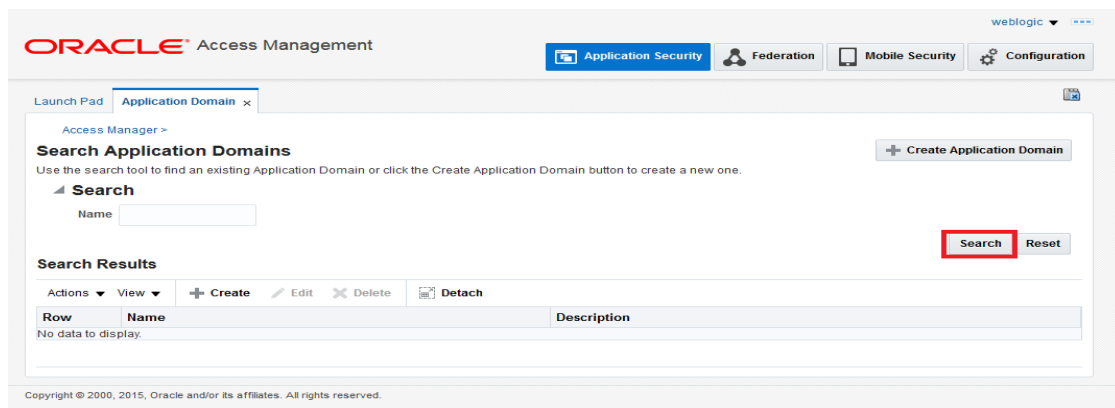 weblogic
ORACLE Access Management
Application Security Federation Mobile Security Configuration
Launch Pad Application Domain x
Access Manager >
Search Application Domains
Create Application Domain
Use the search tool to find an existing Application Domain or click the Create Application Domain button to create a new one.
Search
Name
Search Reset
Search Results
Actions View Create Edit Delete Detach
Row Name Description
No data to display.
Copyright © 2000, 2015, Oracle and/or its affiliates. All rights reserved.